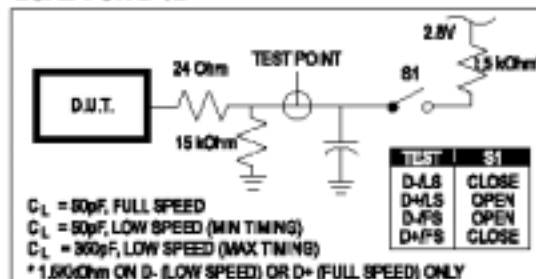 2.8V
24 Ohm
TEST POINT
S1
1.5 kOhm*
D.U.T.
15 kOhm
TEST S1
D-/LS CLOSE
D+/LS OPEN
D-/FS OPEN
D+/FS CLOSE
CL = 50pF, FULL SPEED
CL = 50pF, LOW SPEED (MIN TIMING)
CL = 350pF, LOW SPEED (MAX TIMING)
* 1.5KOhm ON D- (LOW SPEED) OR D+ (FULL SPEED) ONLY